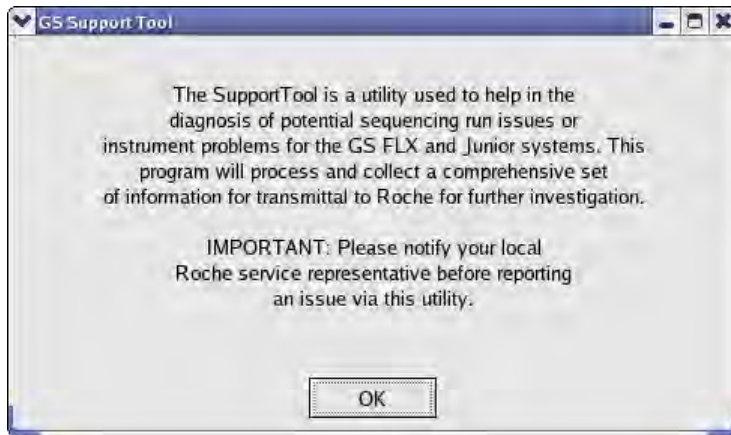 GS Support Tool
The SupportTool is a utility used to help in the
diagnosis of potential sequencing run issues or
instrument problems for the GS FLX and Junior systems. This
program will process and collect a comprehensive set
of information for transmittal to Roche for further investigation.
IMPORTANT: Please notify your local
Roche service representative before reporting
an issue via this utility.
OK